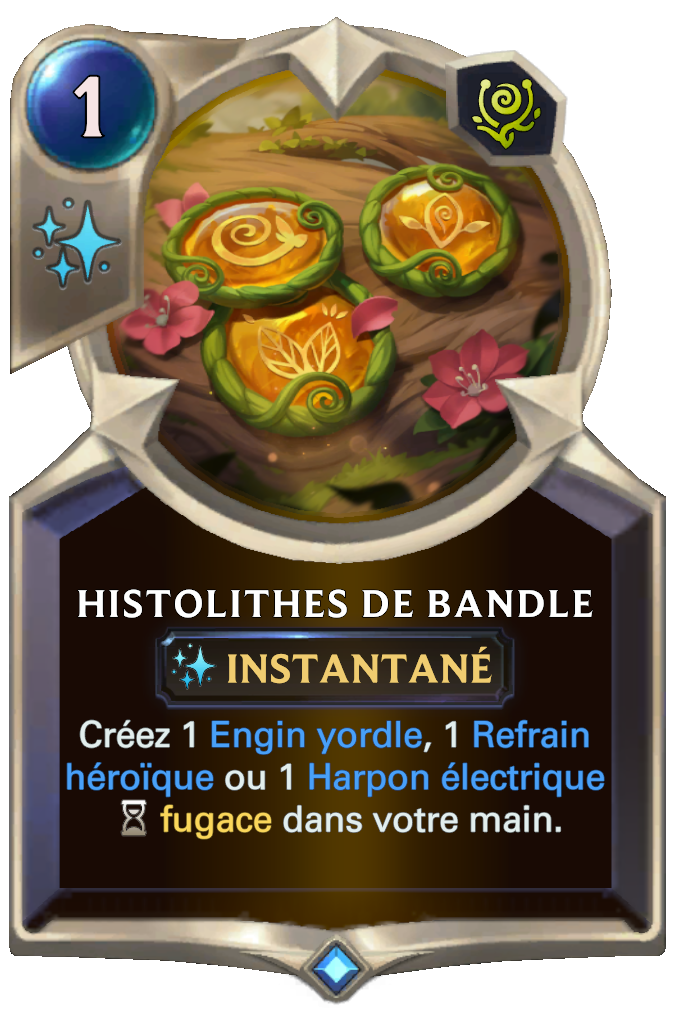 1
HISTOLITHES DE BANDLE
INSTANTANÉ
Créez 1 Engin yordle, 1 Refrain
héroïque ou 1 Harpon électrique
fugace dans votre main.